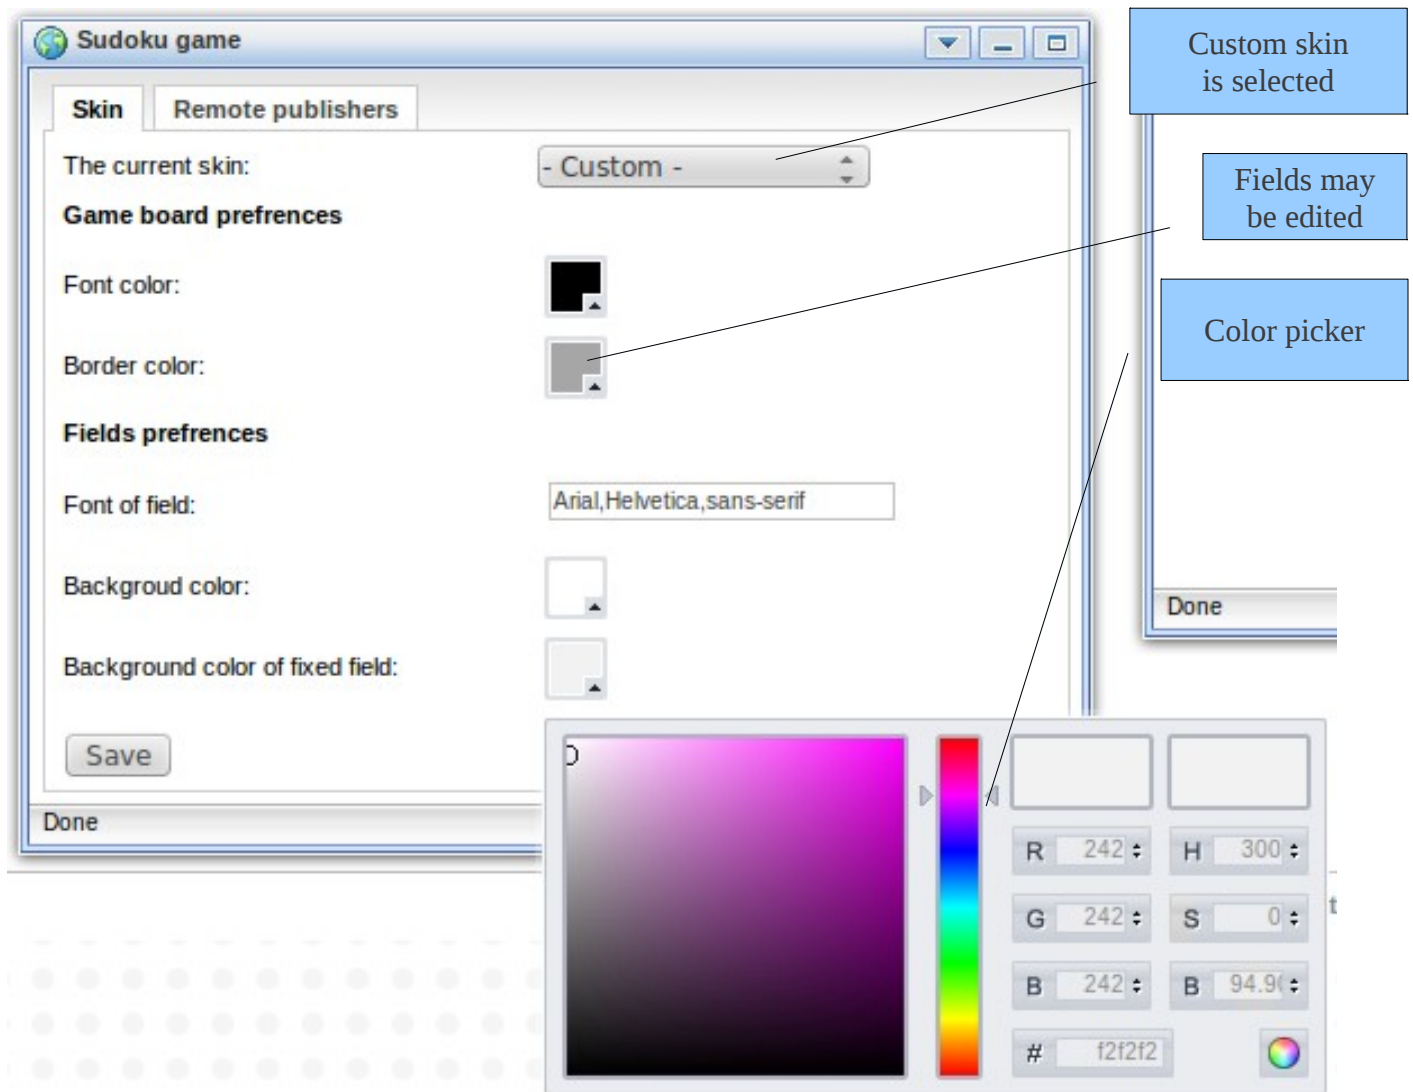 Sudoku game
Custom skin
is selected
Skin Remote publishers
The current skin: - Custom -
Fields may
be edited
Game board prefrences
Font color:
Color picker
Border color:
Fields prefrences
Font of field: Arial,Helvetica,sans-serif
Backgroud color:
Done
Background color of fixed field:
Save
Done
R 242 H 300
G 242 S 0
B 242 B
# f2f2f2